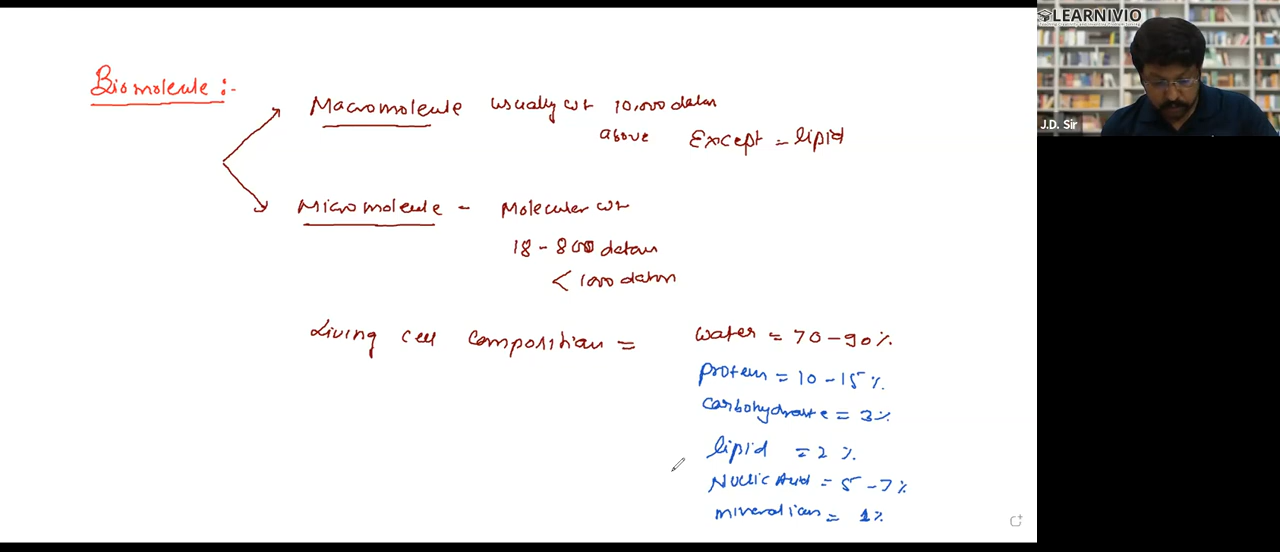 LEARNIVIO
J.D. Sir
Biomolecule :-
Macromolecule usually wt 10,000 dalton
above Except = lipid
Micromolecule - Molecular wt
18 - 800 dalton
< 1000 dalton
Living cell composition = water = 70 - 90%
protein = 10 - 15 %
carbohydrate = 3%
lipid = 2 %
Nuclic Acid = 5 - 7 %
mineral ion = 1%